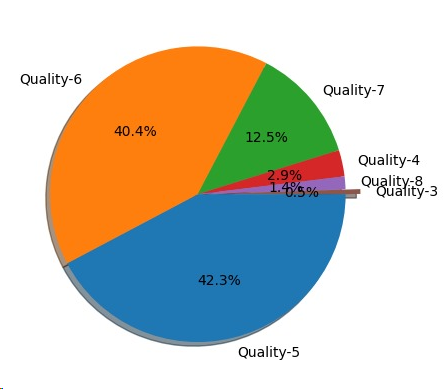 Quality-6
Quality-7
40.4%
12.5%
Quality-4
2.9%
Quality-8
1.4%
Quality-3
0.5%
42.3%
Quality-5